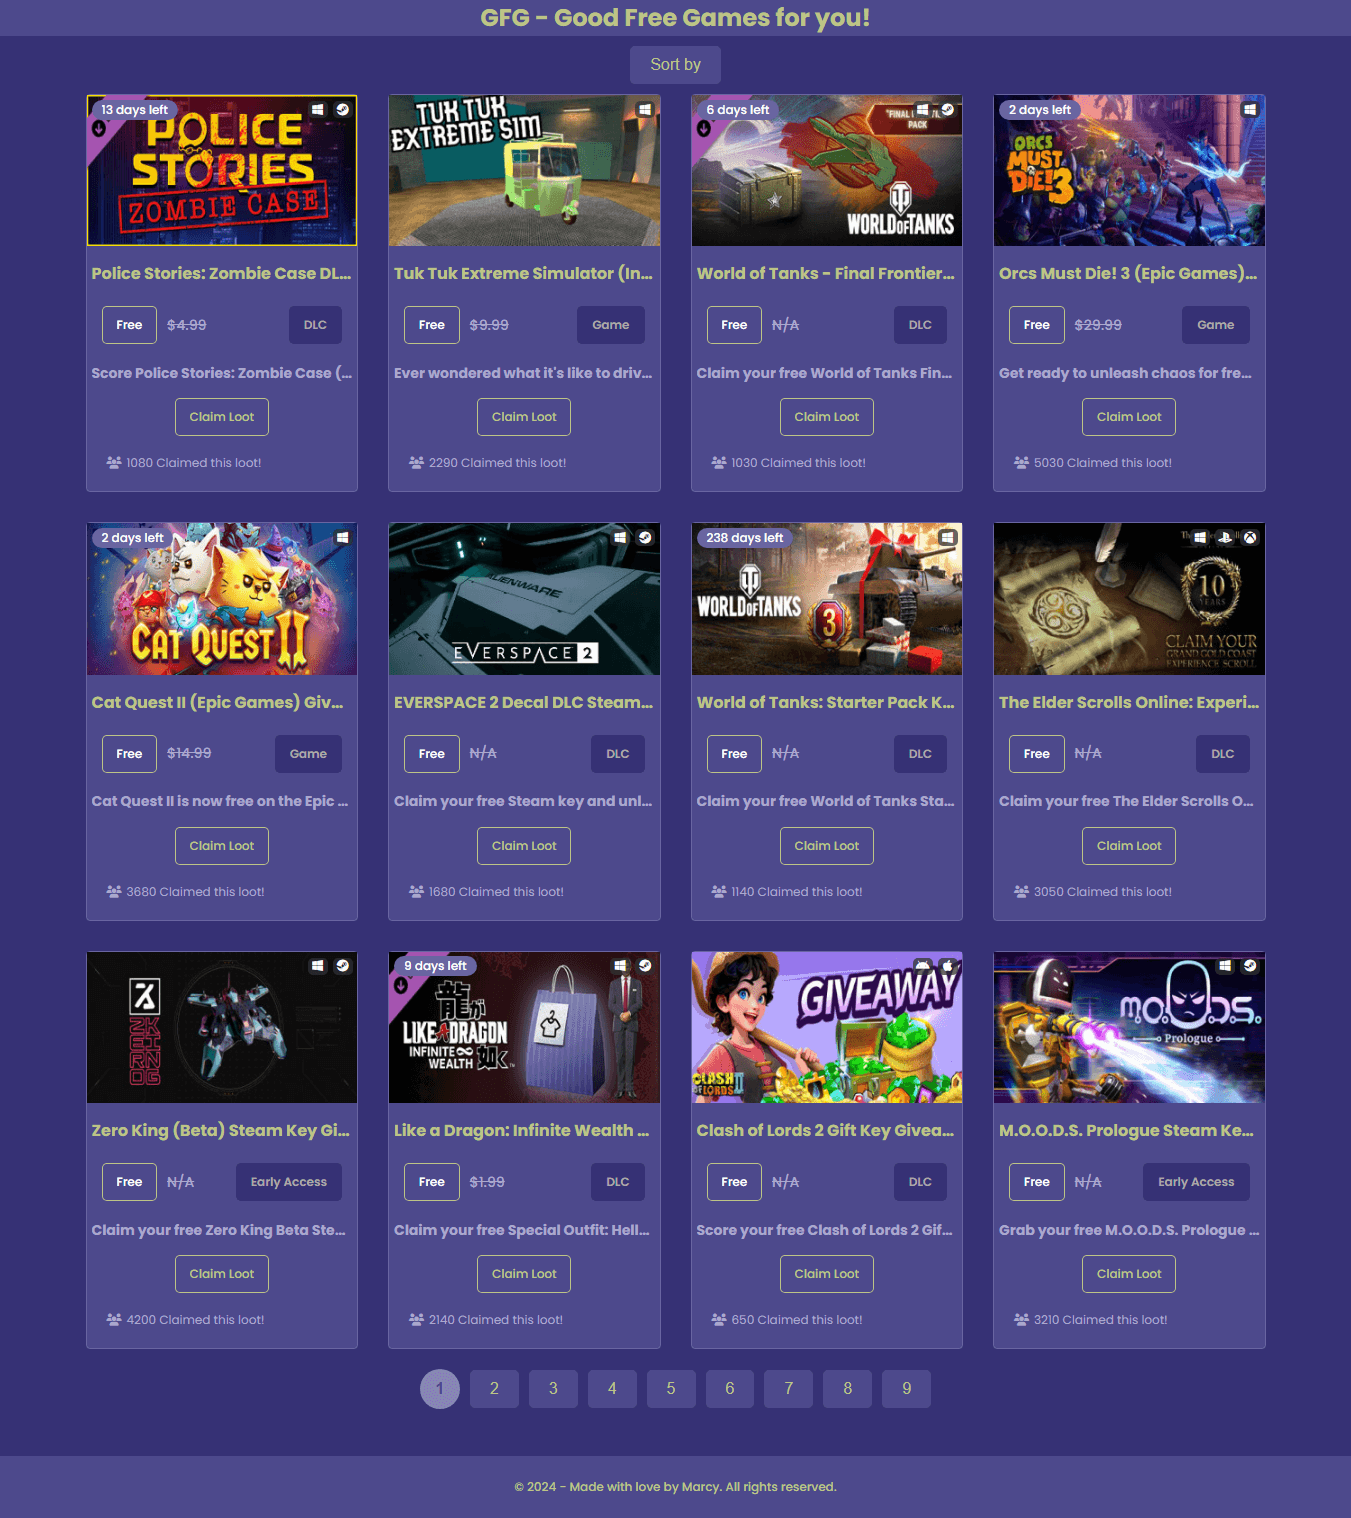 GFG - Good Free Games for you!
Sort by
13 days left
POLICE
STORIES
ZOMBIE CASE
Police Stories: Zombie Case DL...
Free $4.99 DLC
Score Police Stories: Zombie Case (...
Claim Loot
1080 Claimed this loot!
TUK TUK
EXTREME SIM
Tuk Tuk Extreme Simulator (In...
Free $9.99 Game
Ever wondered what it's like to driv...
Claim Loot
2290 Claimed this loot!
6 days left
PACK
WORLD OF TANKS
World of Tanks - Final Frontier...
Free N/A DLC
Claim your free World of Tanks Fin...
Claim Loot
1030 Claimed this loot!
2 days left
ORCS
MUST
DIE! 3
Orcs Must Die! 3 (Epic Games)...
Free $29.99 Game
Get ready to unleash chaos for fre...
Claim Loot
5030 Claimed this loot!
2 days left
CAT QUEST II
Cat Quest II (Epic Games) Giv...
Free $14.99 Game
Cat Quest II is now free on the Epic ...
Claim Loot
3680 Claimed this loot!
ALIENWARE
EVERSPACE 2
EVERSPACE 2 Decal DLC Steam...
Free N/A DLC
Claim your free Steam key and unl...
Claim Loot
1680 Claimed this loot!
238 days left
WORLD OF TANKS
3
World of Tanks: Starter Pack K...
Free N/A DLC
Claim your free World of Tanks Sta...
Claim Loot
1140 Claimed this loot!
10
YEARS
CLAIM YOUR
GRAND GOLD COAST
EXPERIENCE SCROLL
The Elder Scrolls Online: Experi...
Free N/A DLC
Claim your free The Elder Scrolls O...
Claim Loot
3050 Claimed this loot!
ZERO
KING
Zero King (Beta) Steam Key Gi...
Free N/A Early Access
Claim your free Zero King Beta Ste...
Claim Loot
4200 Claimed this loot!
9 days left
龍が
LIKE A DRAGON
INFINITE WEALTH
如く™
Like a Dragon: Infinite Wealth ...
Free $1.99 DLC
Claim your free Special Outfit: Hell...
Claim Loot
2140 Claimed this loot!
GIVEAWAY
CLASH
OF LORDS II
Clash of Lords 2 Gift Key Givea...
Free N/A DLC
Score your free Clash of Lords 2 Gif...
Claim Loot
650 Claimed this loot!
M.O.O.D.S.
Prologue
M.O.O.D.S. Prologue Steam Ke...
Free N/A Early Access
Grab your free M.O.O.D.S. Prologue ...
Claim Loot
3210 Claimed this loot!
1 2 3 4 5 6 7 8 9
© 2024 - Made with love by Marcy. All rights reserved.